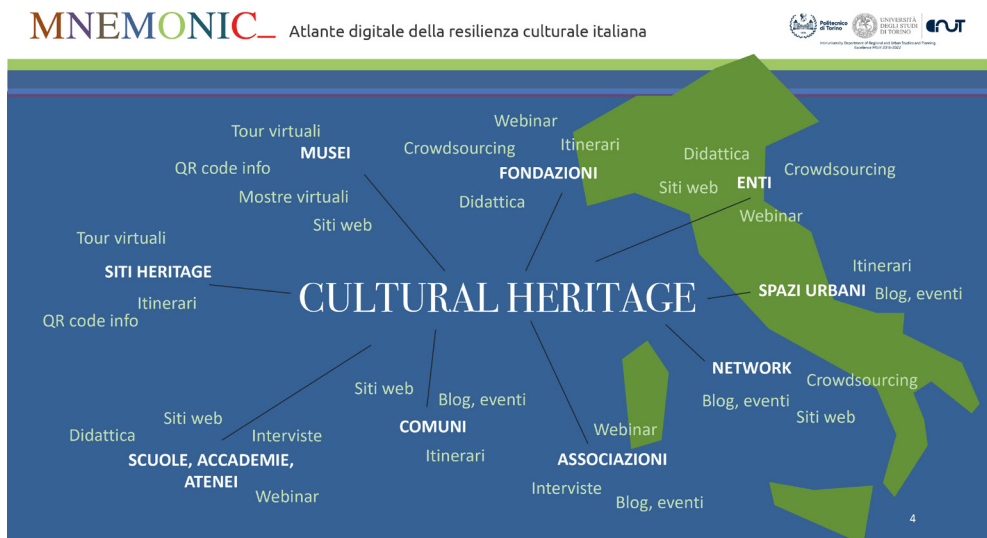 MNEMONIC_ Atlante digitale della resilienza culturale italiana
Politecnico
di Torino
UNIVERSITÀ
DEGLI STUDI
DI TORINO
Tour virtuali
MUSEI
QR code info
Mostre virtuali
Siti web
Webinar
Crowdsourcing
Itinerari
FONDAZIONI
Didattica
Didattica
Crowdsourcing
Siti web
ENTI
Webinar
Tour virtuali
SITI HERITAGE
Itinerari
QR code info
CULTURAL HERITAGE
Itinerari
SPAZI URBANI
Blog, eventi
NETWORK
Crowdsourcing
Blog, eventi
Siti web
Siti web
Didattica
Interviste
SCUOLE, ACCADEMIE,
ATENEI
Webinar
Siti web
Blog, eventi
COMUNI
Itinerari
Webinar
ASSOCIAZIONI
Interviste
Blog, eventi
4